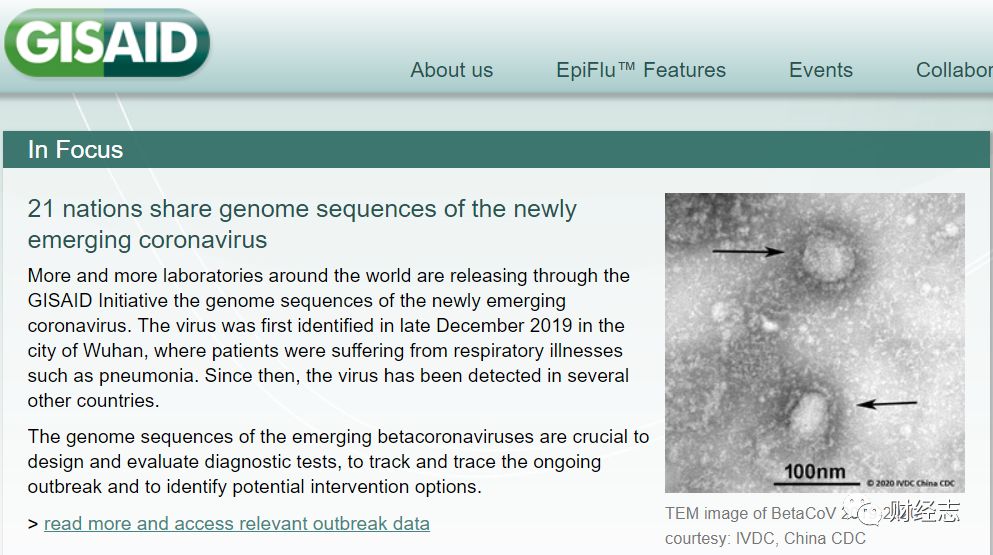 GISAID
About us EpiFlu™ Features Events Collabor
In Focus
21 nations share genome sequences of the newly
emerging coronavirus
More and more laboratories around the world are releasing through the
GISAID Initiative the genome sequences of the newly emerging
coronavirus. The virus was first identified in late December 2019 in the
city of Wuhan, where patients were suffering from respiratory illnesses
such as pneumonia. Since then, the virus has been detected in several
other countries.
The genome sequences of the emerging betacoronaviruses are crucial to
design and evaluate diagnostic tests, to track and trace the ongoing
outbreak and to identify potential intervention options.
> read more and access relevant outbreak data
100nm
© 2020 IVDC China CDC
TEM image of BetaCoV
courtesy: IVDC, China CDC
财经志